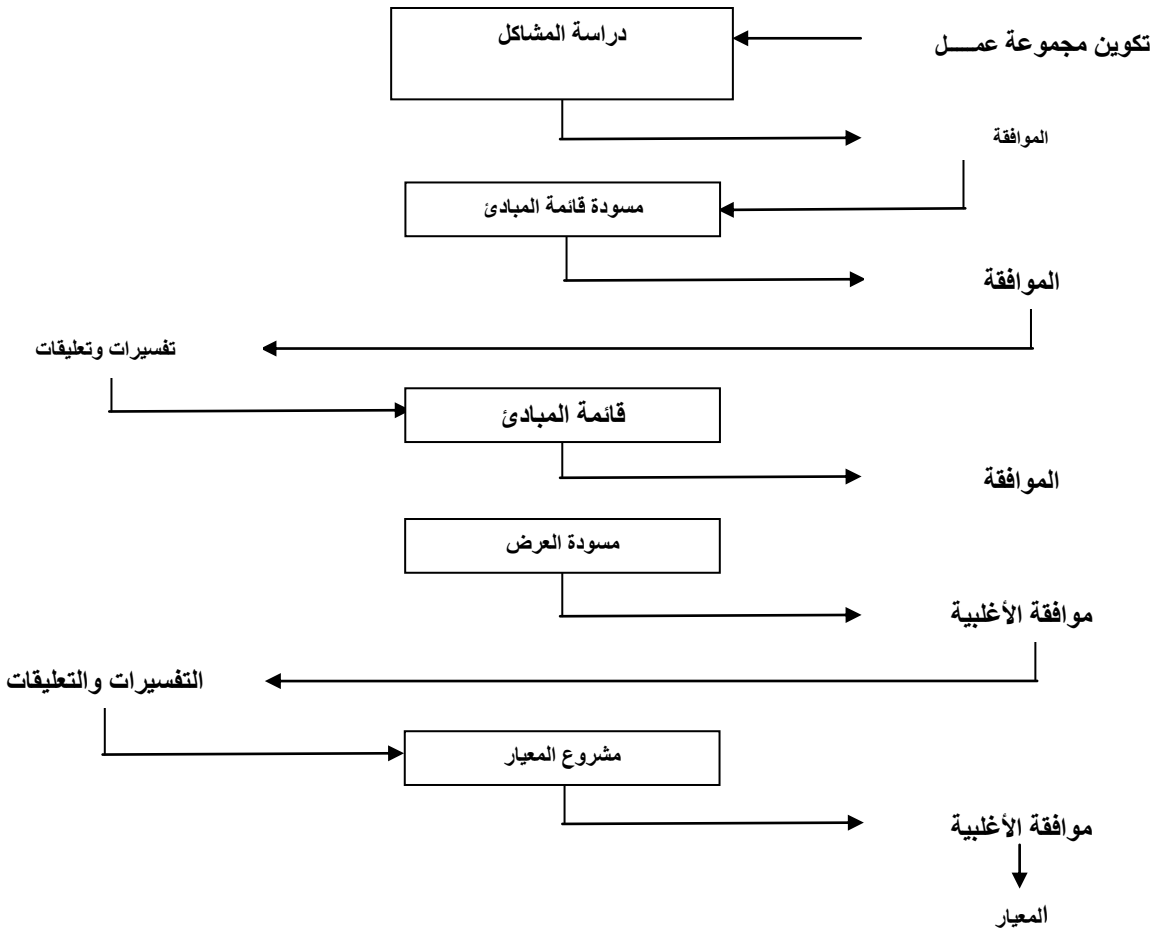 تكوين مجموعة عمـــــل
دراسة المشاكل
الموافقة
مسودة قائمة المبادئ
الموافقة
تفسيرات وتعليقات
قائمة المبادئ
الموافقة
مسودة العرض
موافقة الأغلبية
التفسيرات والتعليقات
مشروع المعيار
موافقة الأغلبية
المعيار